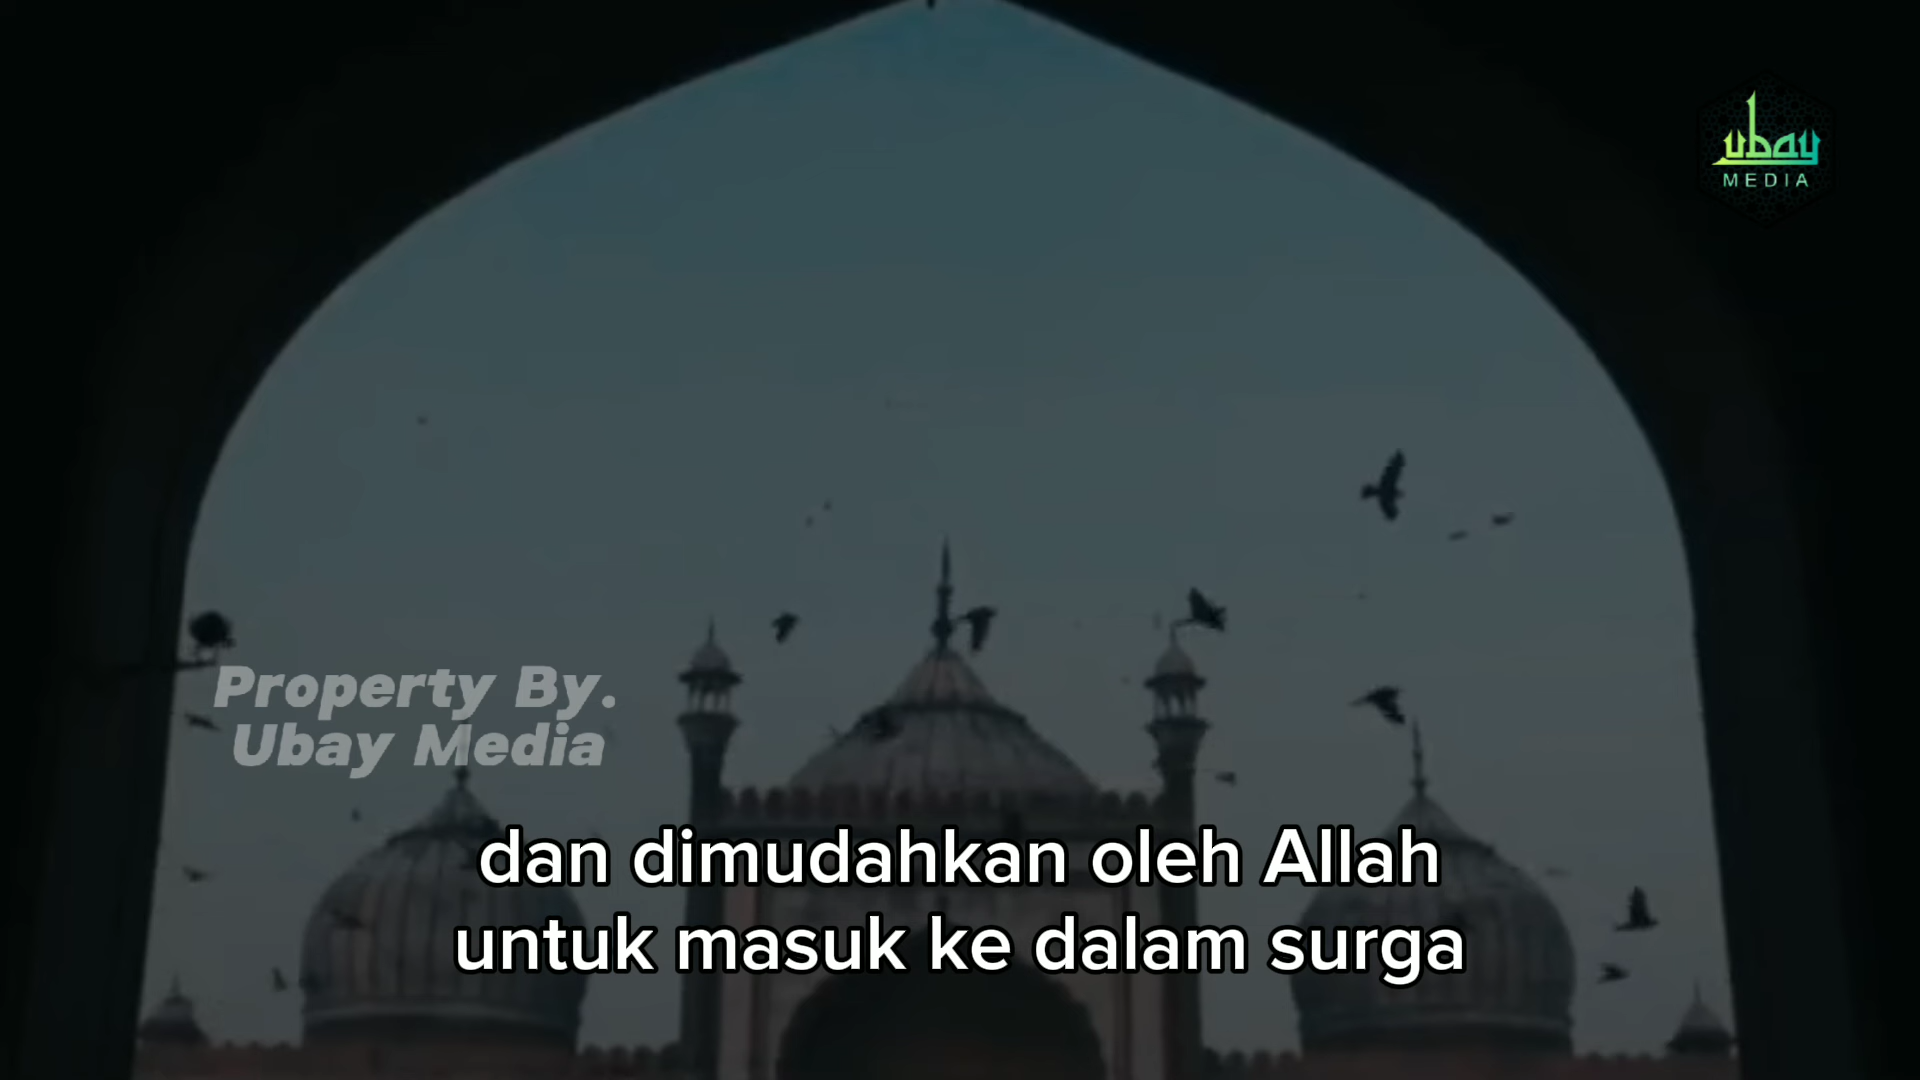 ubay
MEDIA
Property By.
Ubay Media
dan dimudahkan oleh Allah
untuk masuk ke dalam surga